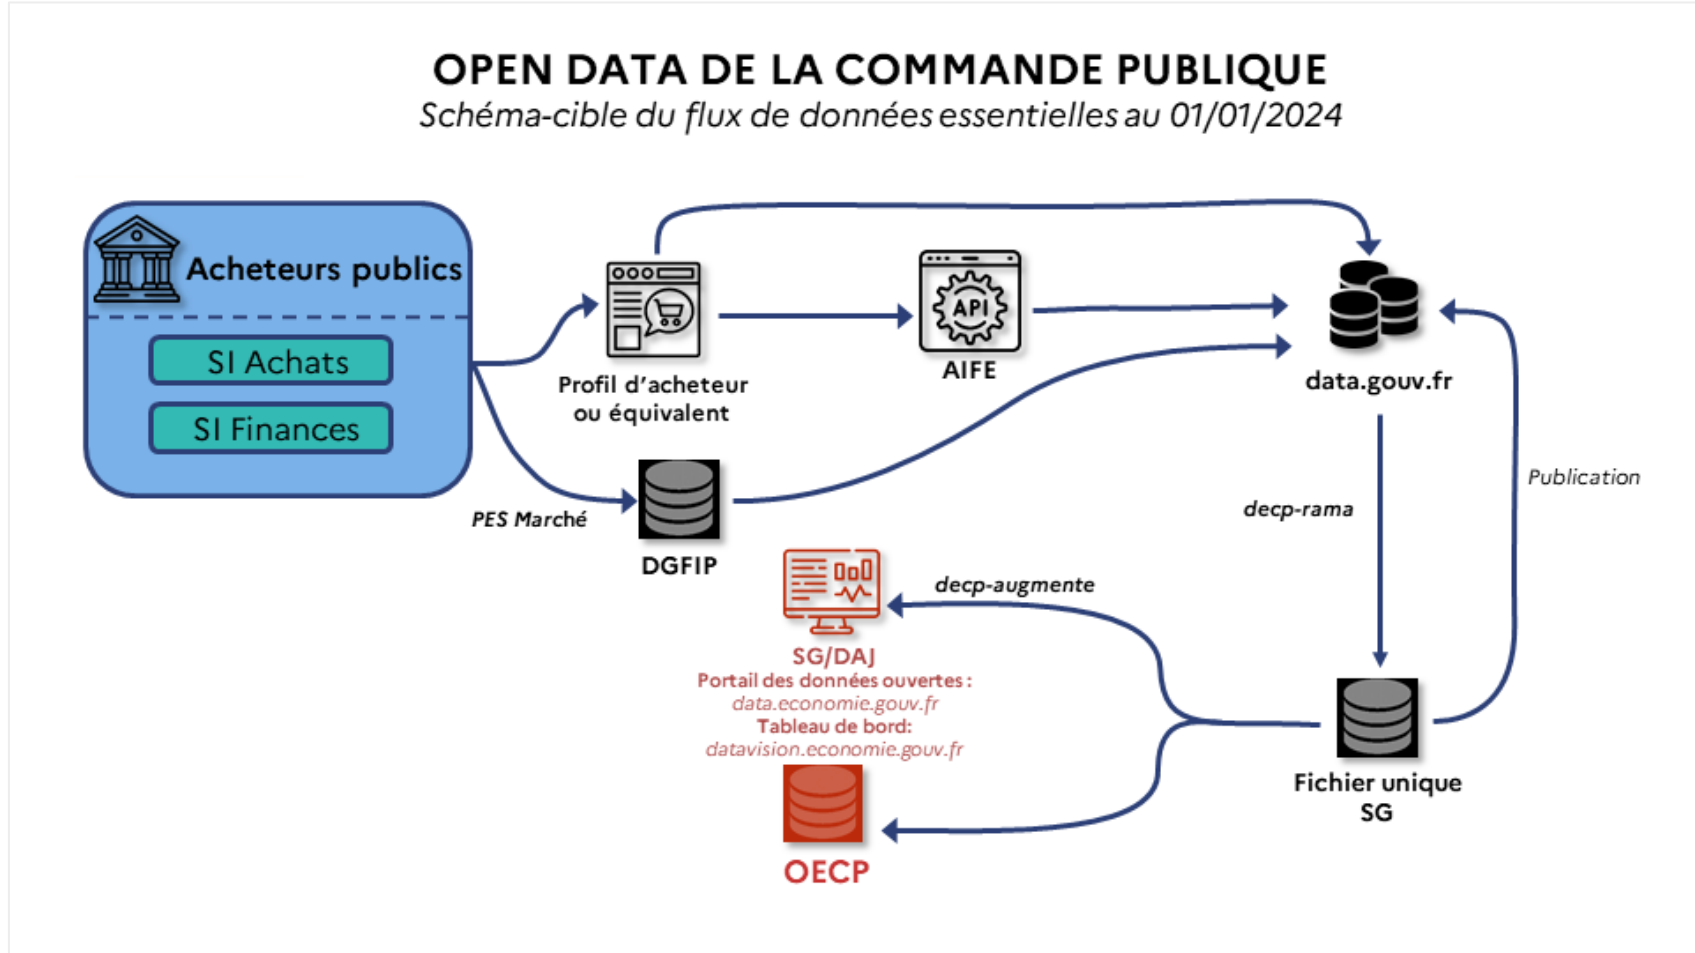 OPEN DATA DE LA COMMANDE PUBLIQUE
Schéma-cible du flux de données essentielles au 01/01/2024
Acheteurs publics
SI Achats
SI Finances
Profil d'acheteur
ou équivalent
API
AIFE
data.gouv.fr
PES Marché
DGFIP
decp-rama
Publication
decp-augmente
SG/DAJ
Portail des données ouvertes :
data.economie.gouv.fr
Tableau de bord:
datavision.economie.gouv.fr
Fichier unique
SG
OECP